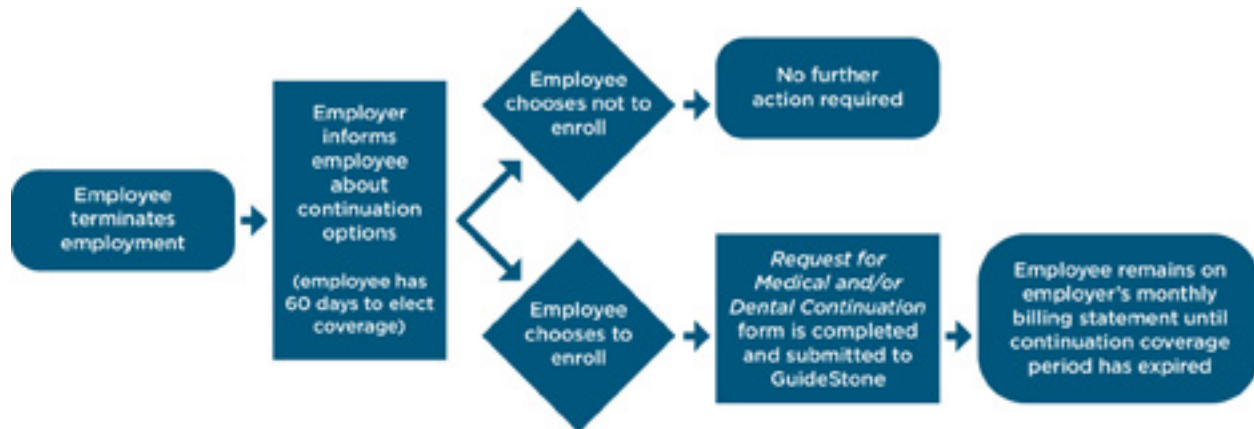 Employee
terminates
employment
Employer
informs
employee
about
continuation
options
(employee has
60 days to elect
coverage)
Employee
chooses not to
enroll
No further
action required
Employee
chooses to
enroll
Request for
Medical and/or
Dental Continuation
form is completed
and submitted to
GuideStone
Employee remains on
employer's monthly
billing statement until
continuation coverage
period has expired